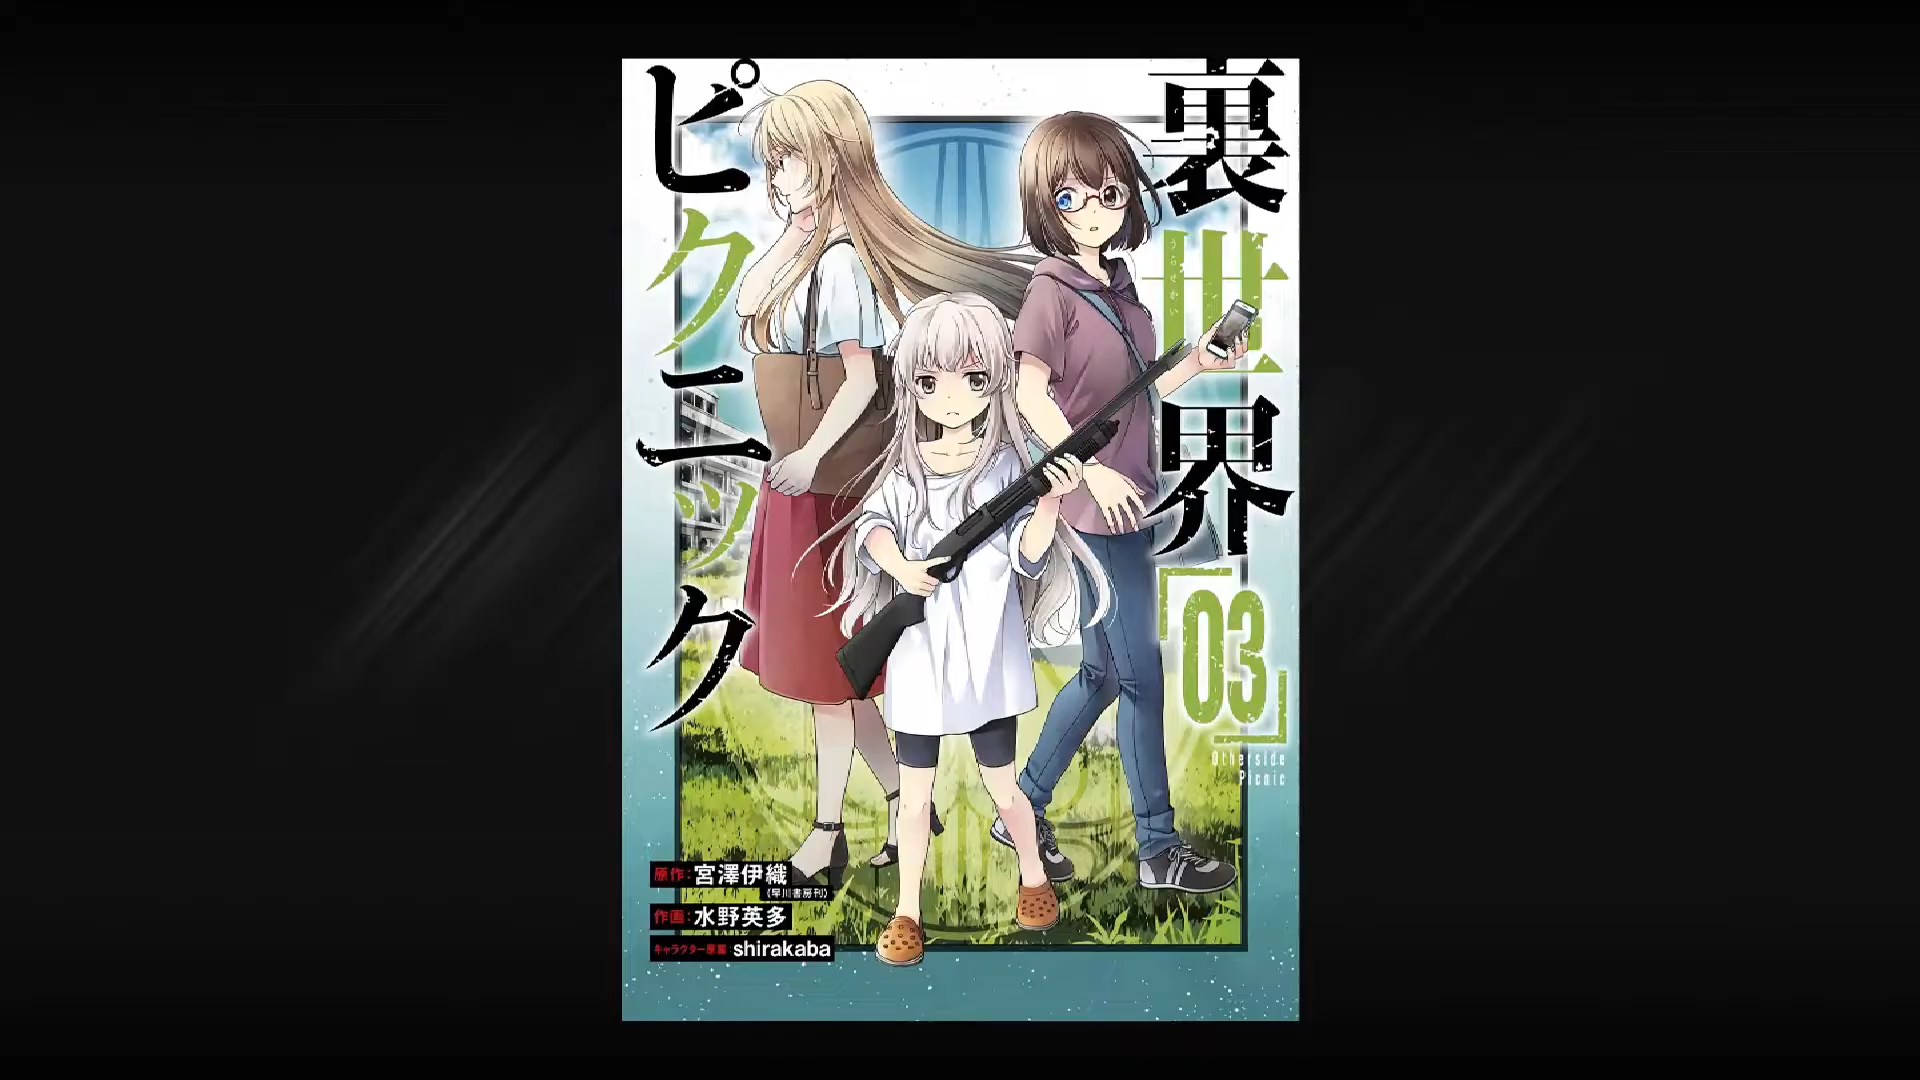 裏世界
うらせかい
ピクニック
「03」
Otherside
Picnic
原作:宮澤伊織
(早川書房刊)
作画:水野英多
キャラクター原案 shirakaba